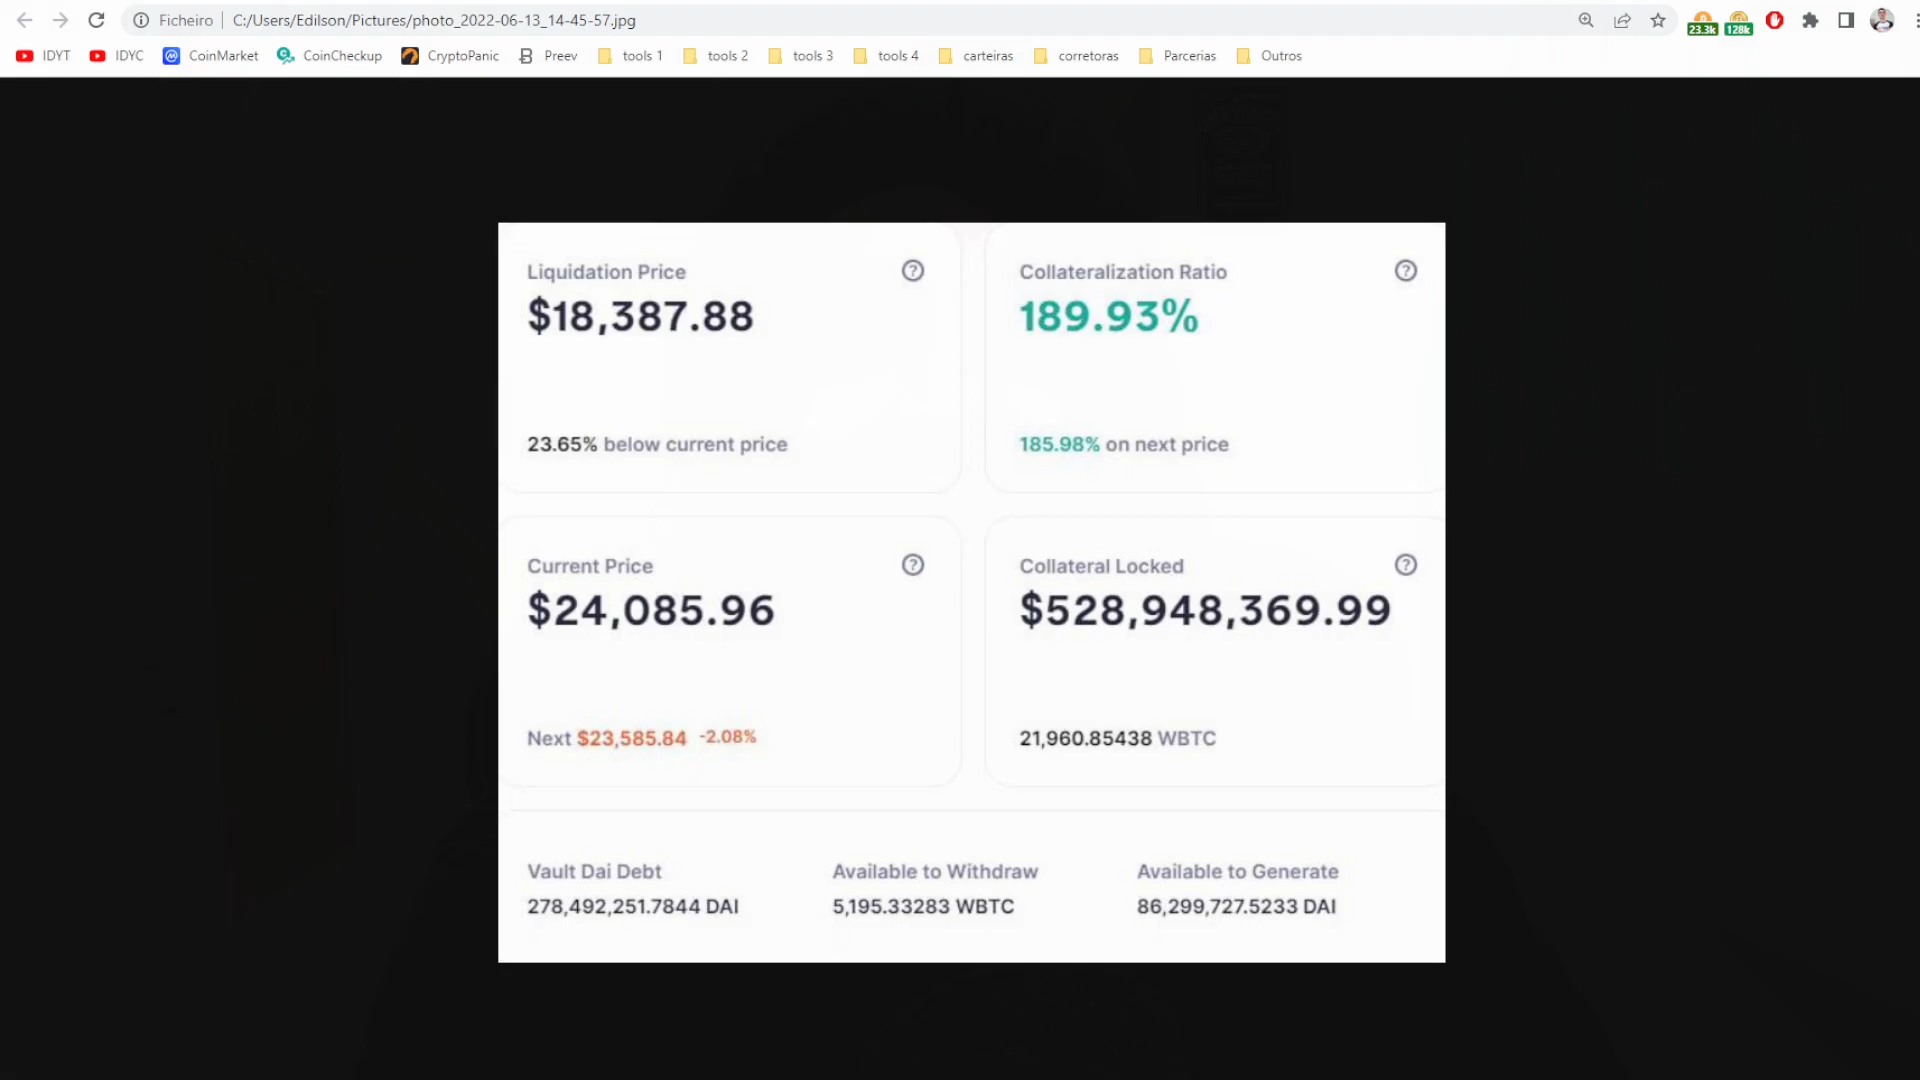 Ficheiro C:/Users/Edilson/Pictures/photo_2022-06-13_14-45-57.jpg
23.3k 128k
IDYT IDYC CoinMarket CoinCheckup CryptoPanic Preev tools 1 tools 2 tools 3 tools 4 carteiras corretoras Parcerias Outros
Liquidation Price
$18,387.88
23.65% below current price
Collateralization Ratio
189.93%
185.98% on next price
Current Price
$24,085.96
Next $23,585.84 -2.08%
Collateral Locked
$528,948,369.99
21,960.85438 WBTC
Vault Dai Debt
278,492,251.7844 DAI
Available to Withdraw
5,195.33283 WBTC
Available to Generate
86,299,727.5233 DAI